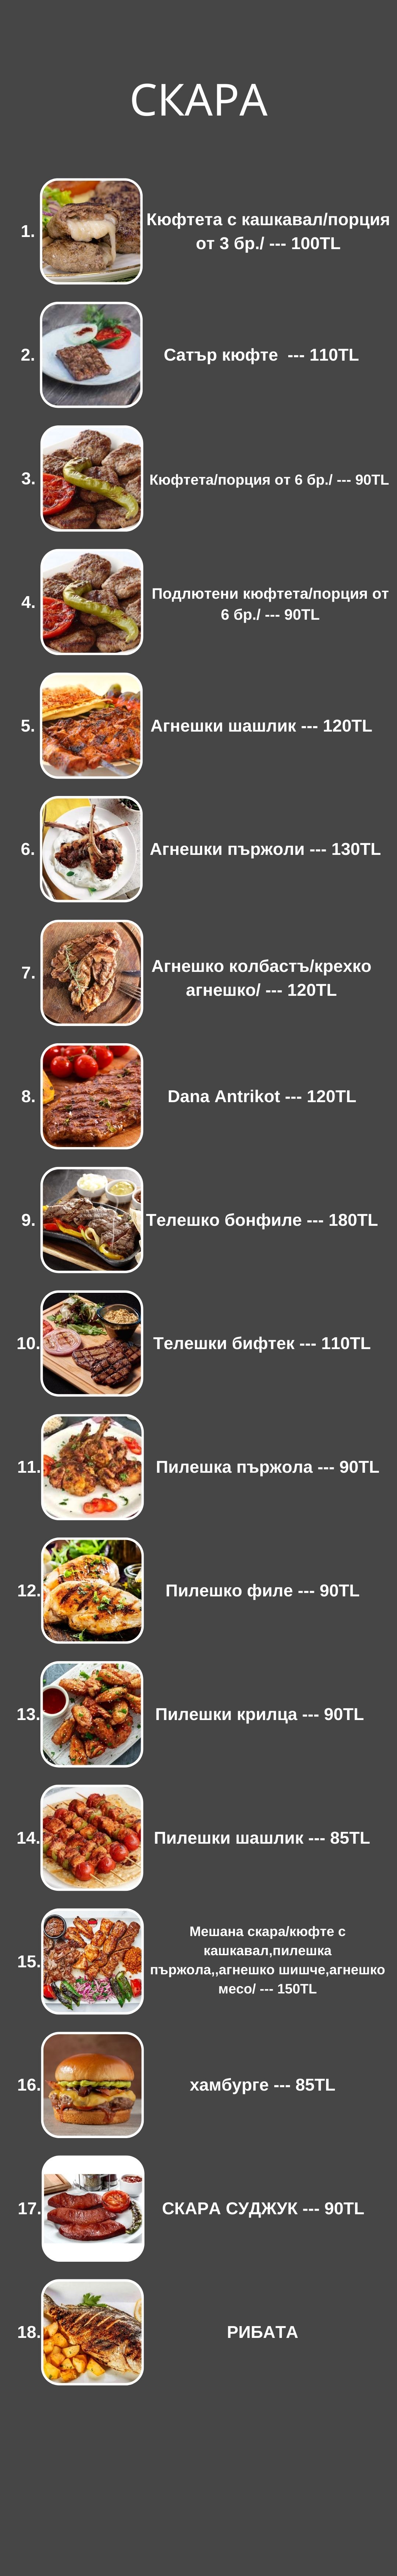 СКАРА
1.
Кюфтета с кашкавал/порция
от 3 бр./ --- 100TL
2.
Сатър кюфте --- 110TL
3.
Кюфтета/порция от 6 бр./ --- 90TL
4.
Подлютени кюфтета/порция от
6 бр./ --- 90TL
5.
Агнешки шашлик --- 120TL
6.
Агнешки пържоли --- 130TL
7.
Агнешко колбастъ/крехко
агнешко/ --- 120TL
8.
Dana Antrikot --- 120TL
9.
Телешко бонфиле --- 180TL
10.
Телешки бифтек --- 110TL
11.
Пилешка пържола --- 90TL
12.
Пилешко филе --- 90TL
13.
Пилешки крилца --- 90TL
14.
Пилешки шашлик --- 85TL
15.
Мешана скара/кюфте с
кашкавал,пилешка
пържола,,агнешко шишче,агнешко
месо/ --- 150TL
16.
хамбурге --- 85TL
17.
СКАРА СУДЖУК --- 90TL
18.
РИБАТА